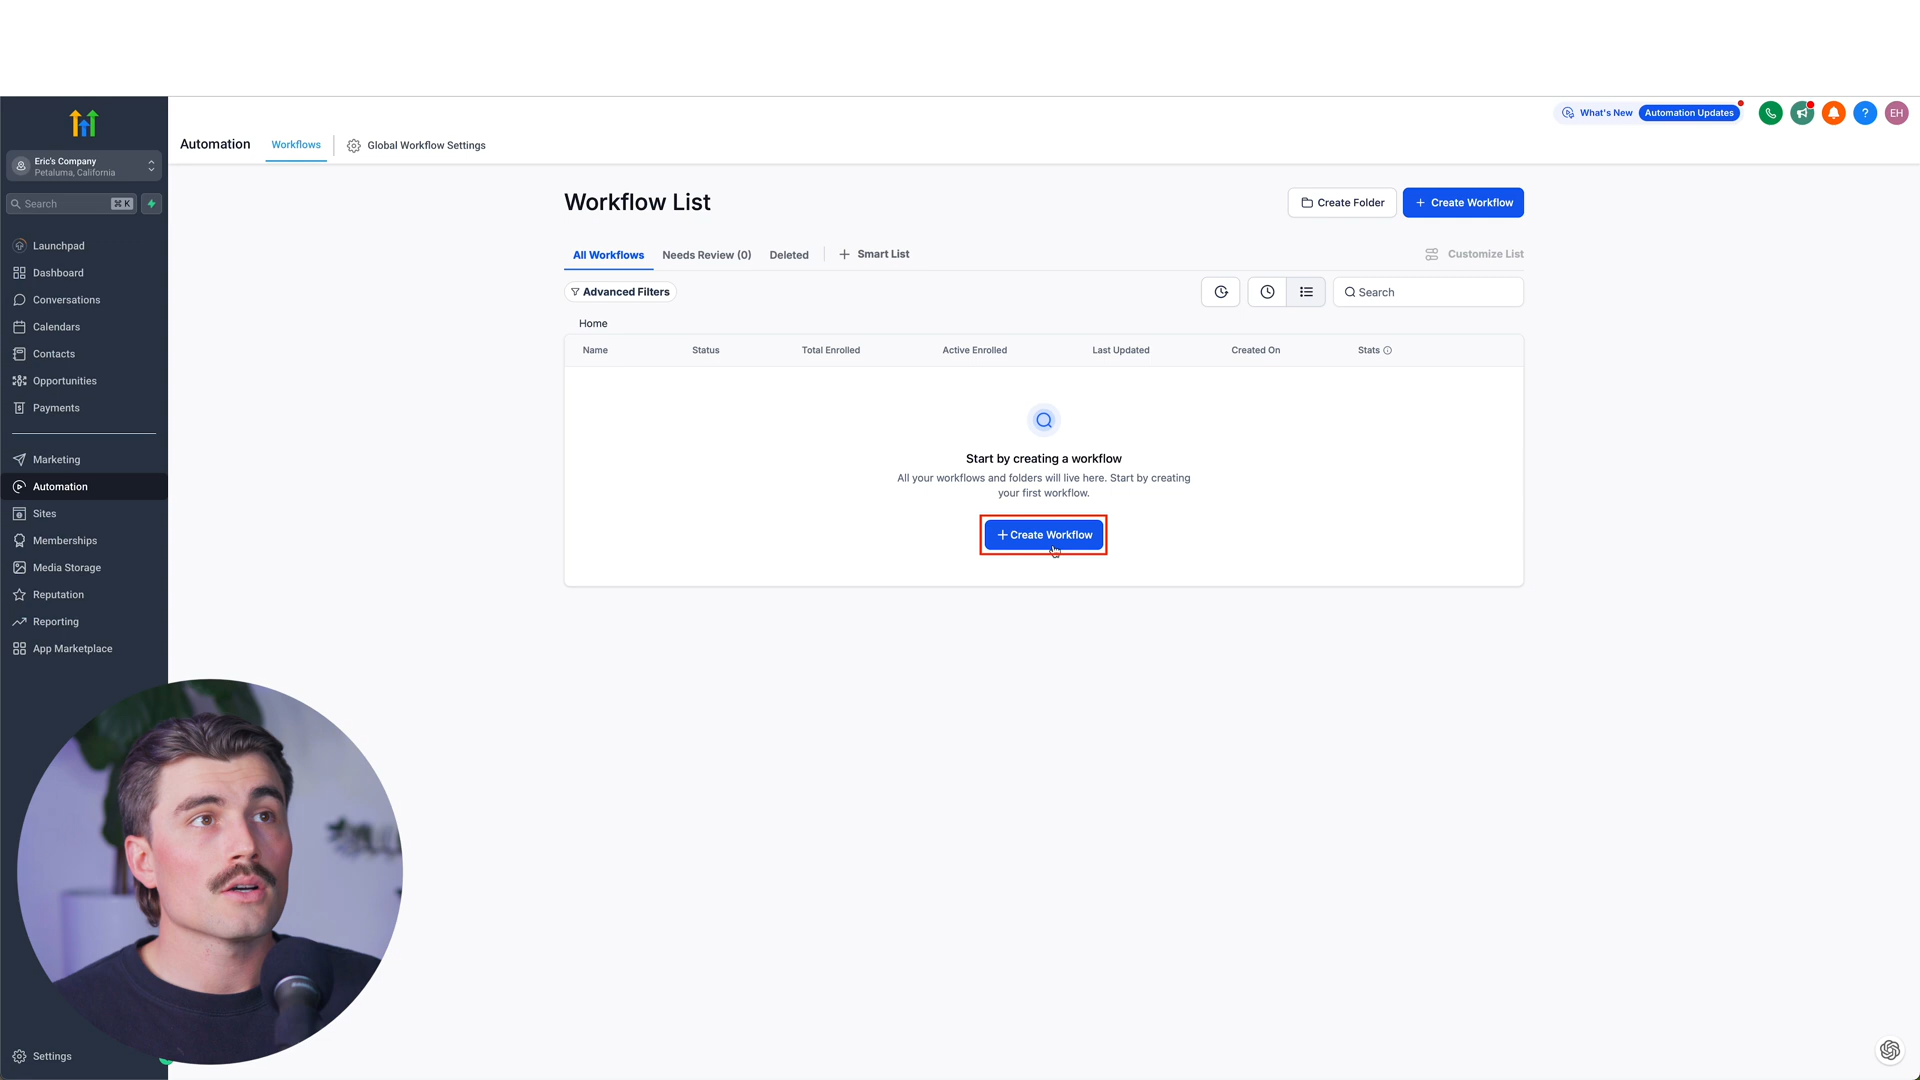 What's New
Automation Updates
EH
Automation
Workflows
Global Workflow Settings
Eric's Company
Petaluma, California
Search
⌘ K
Launchpad
Dashboard
Conversations
Calendars
Contacts
Opportunities
Payments
Marketing
Automation
Sites
Memberships
Media Storage
Reputation
Reporting
App Marketplace
Settings
Workflow List
Create Folder
+ Create Workflow
All Workflows
Needs Review (0)
Deleted
+ Smart List
Customize List
Advanced Filters
Search
Home
Name Status Total Enrolled Active Enrolled Last Updated Created On Stats
Start by creating a workflow
All your workflows and folders will live here. Start by creating
your first workflow.
+ Create Workflow